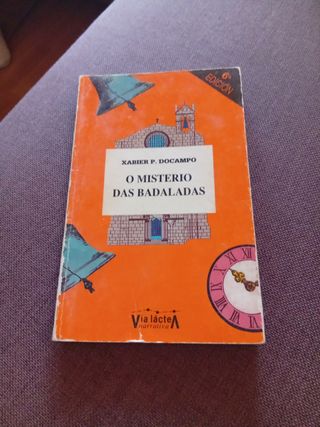 6ª
EDICIÓN
XABIER P. DOCAMPO
O MISTERIO
DAS BADALADAS
Vía lácteA
narrativa